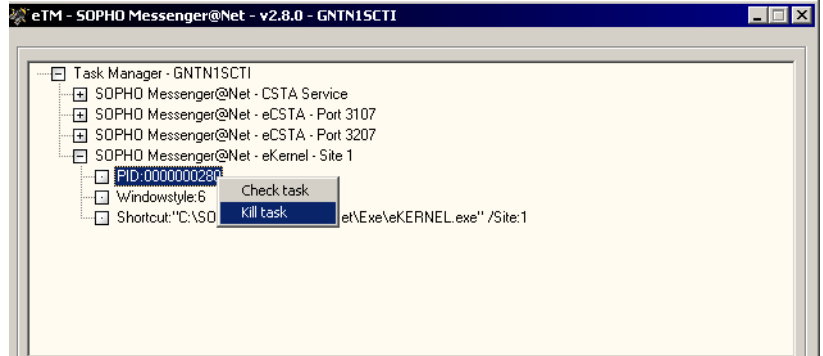 eTM - SOPHO Messenger@Net - v2.8.0 - GNTN1SCTI
Task Manager - GNTN1SCTI
SOPHO Messenger@Net - CSTA Service
SOPHO Messenger@Net - eCSTA - Port 3107
SOPHO Messenger@Net - eCSTA - Port 3207
SOPHO Messenger@Net - eKernel - Site 1
PID:0000000280
Check task
Windowstyle:6
Kill task
Shortcut:"C:\SO et\Exe\eKERNEL.exe" /Site:1